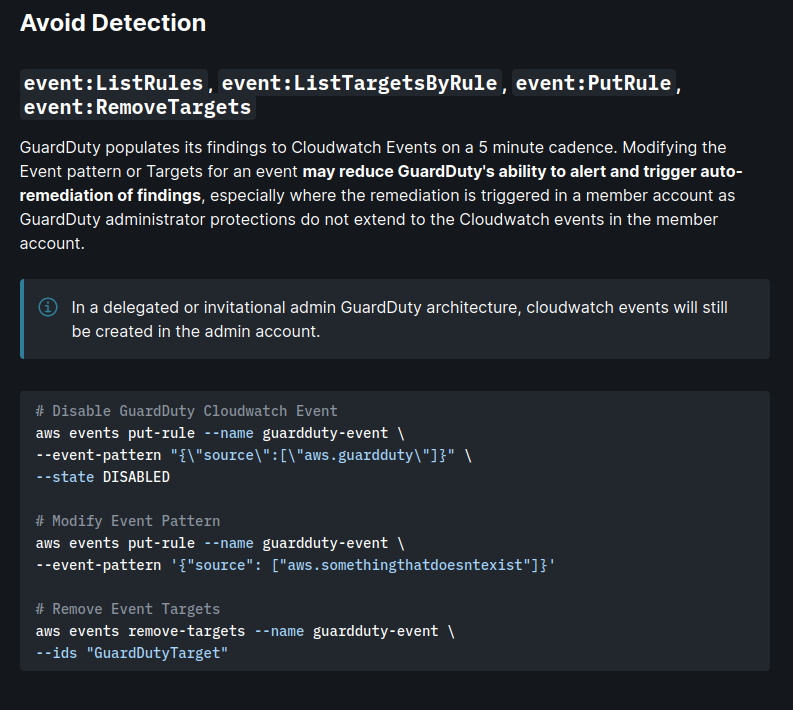 Avoid Detection
event:ListRules, event:ListTargetsByRule, event:PutRule,
event:RemoveTargets
GuardDuty populates its findings to Cloudwatch Events on a 5 minute cadence. Modifying the
Event pattern or Targets for an event may reduce GuardDuty's ability to alert and trigger auto-
remediation of findings, especially where the remediation is triggered in a member account as
GuardDuty administrator protections do not extend to the Cloudwatch events in the member
account.
In a delegated or invitational admin GuardDuty architecture, cloudwatch events will still
be created in the admin account.
# Disable GuardDuty Cloudwatch Event
aws events put-rule --name guardduty-event \
--event-pattern "{\"source\":[\"aws.guardduty\"]}" \
--state DISABLED
# Modify Event Pattern
aws events put-rule --name guardduty-event \
--event-pattern '{"source": ["aws.somethingthatdoesntexist"]}'
# Remove Event Targets
aws events remove-targets --name guardduty-event \
--ids "GuardDutyTarget"